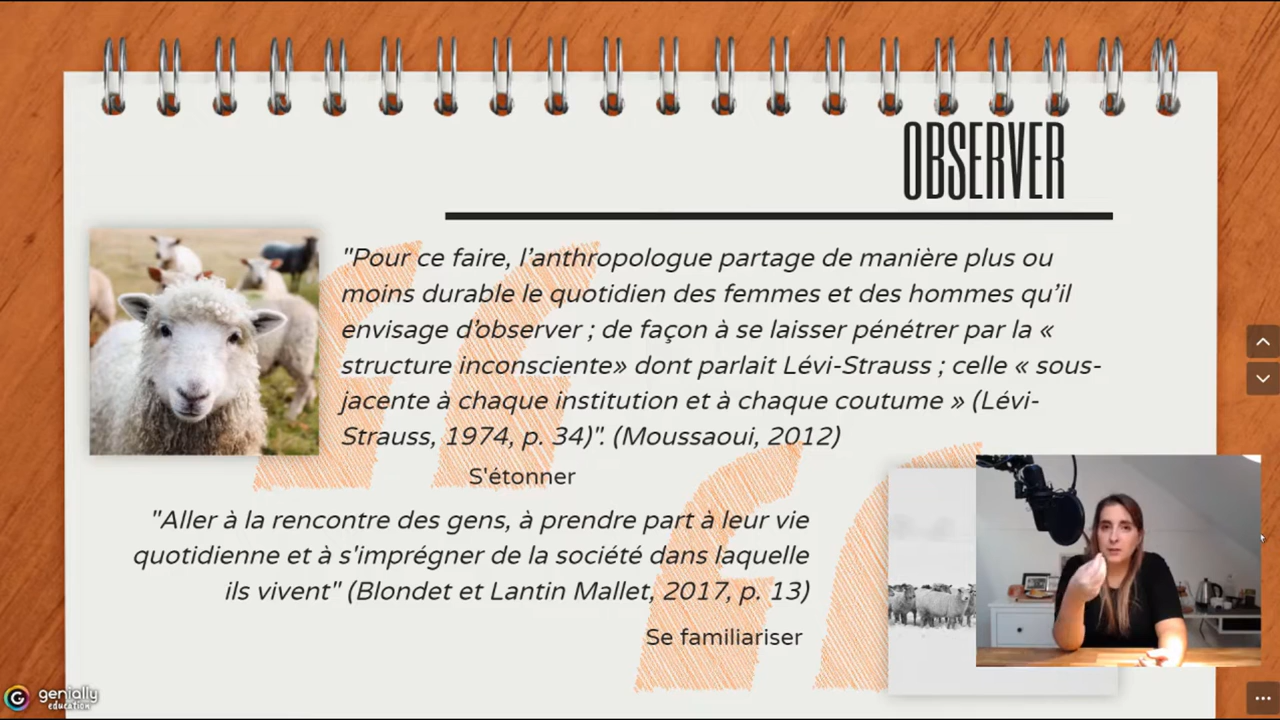 OBSERVER
"Pour ce faire, l'anthropologue partage de manière plus ou
moins durable le quotidien des femmes et des hommes qu'il
envisage d'observer ; de façon à se laisser pénétrer par la «
structure inconsciente» dont parlait Lévi-Strauss ; celle « sous-
jacente à chaque institution et à chaque coutume » (Lévi-
Strauss, 1974, p. 34)". (Moussaoui, 2012)
S'étonner
"Aller à la rencontre des gens, à prendre part à leur vie
quotidienne et à s'imprégner de la société dans laquelle
ils vivent" (Blondet et Lantin Mallet, 2017, p. 13)
Se familiariser
G genially
education